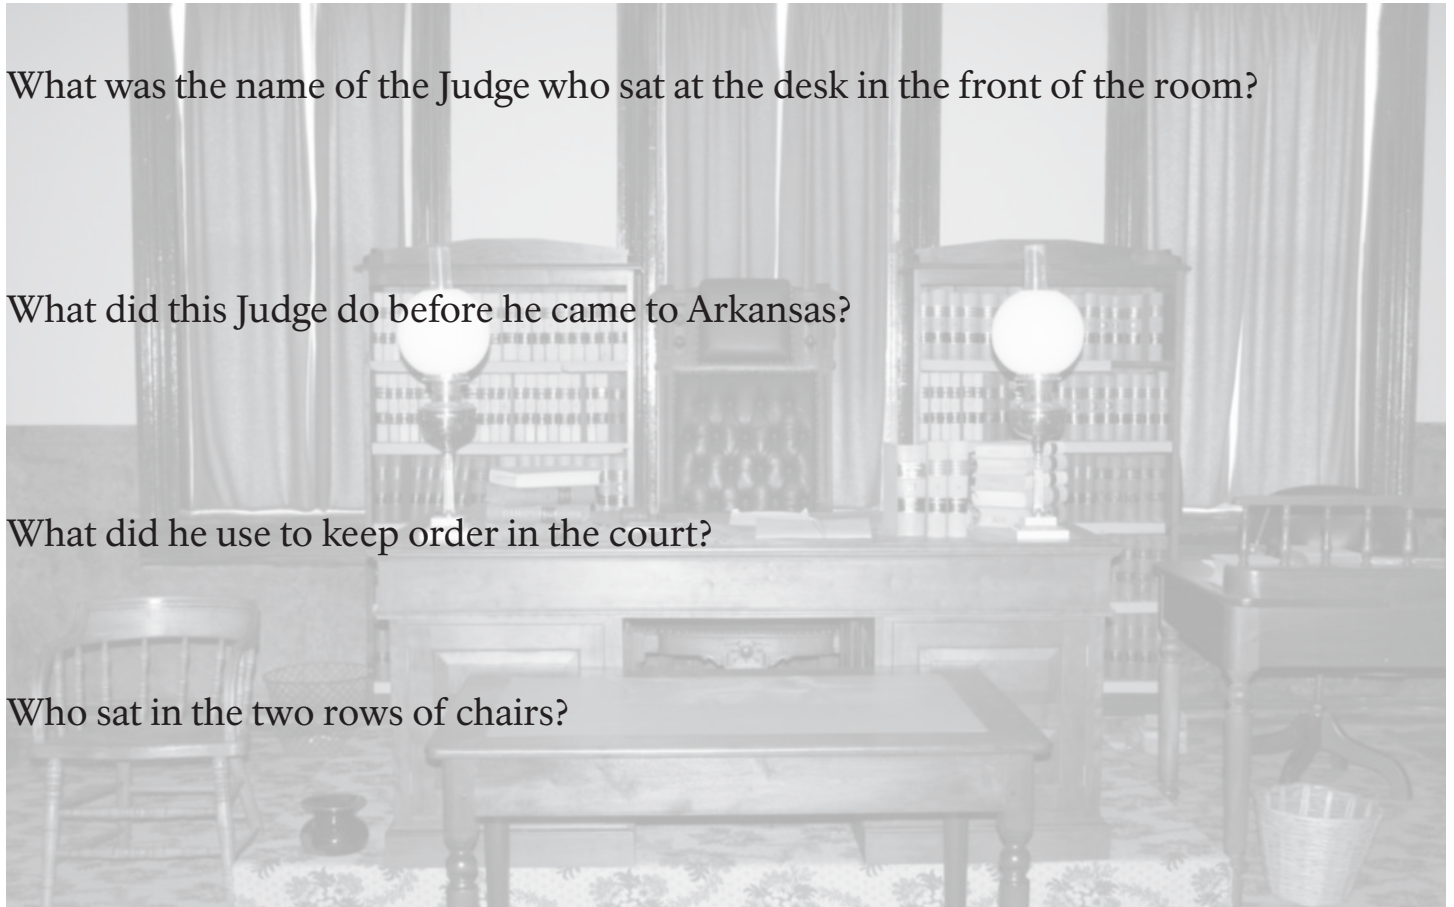 What was the name of the Judge who sat at the desk in the front of the room?
What did this Judge do before he came to Arkansas?
What did he use to keep order in the court?
Who sat in the two rows of chairs?